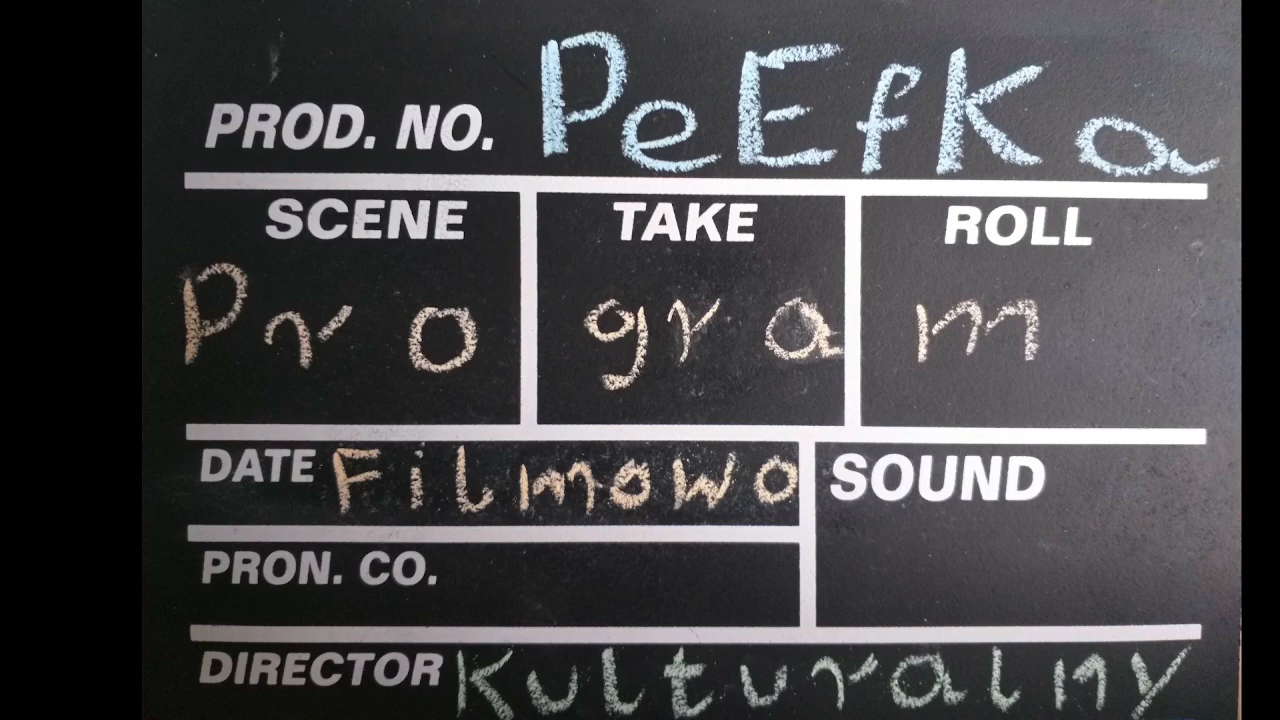 PROD. NO. PeEfKa
SCENE TAKE ROLL
Program
DATE Filmowo SOUND
PRON. CO.
DIRECTOR Kulturalny